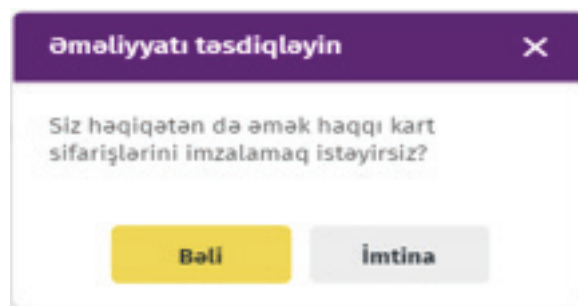 Əməliyyatı təsdiqləyin
Siz həqiqətən də əmək haqqı kart
sifarişlərini imzalamaq istəyirsiz?
Bəli
İmtina